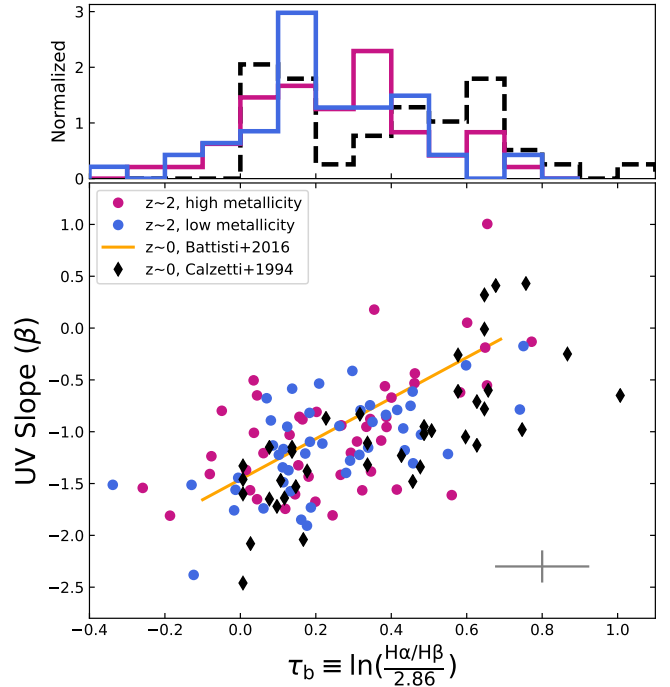 3
2
1
0
Normalized
z~2, high metallicity
z~2, low metallicity
z~0, Battisti+2016
z~0, Calzetti+1994
1.0
0.5
0.0
−0.5
−1.0
−1.5
−2.0
−2.5
UV Slope (β)
−0.4 −0.2 0.0 0.2 0.4 0.6 0.8 1.0
τb ≡ ln(Hα/Hβ / 2.86)